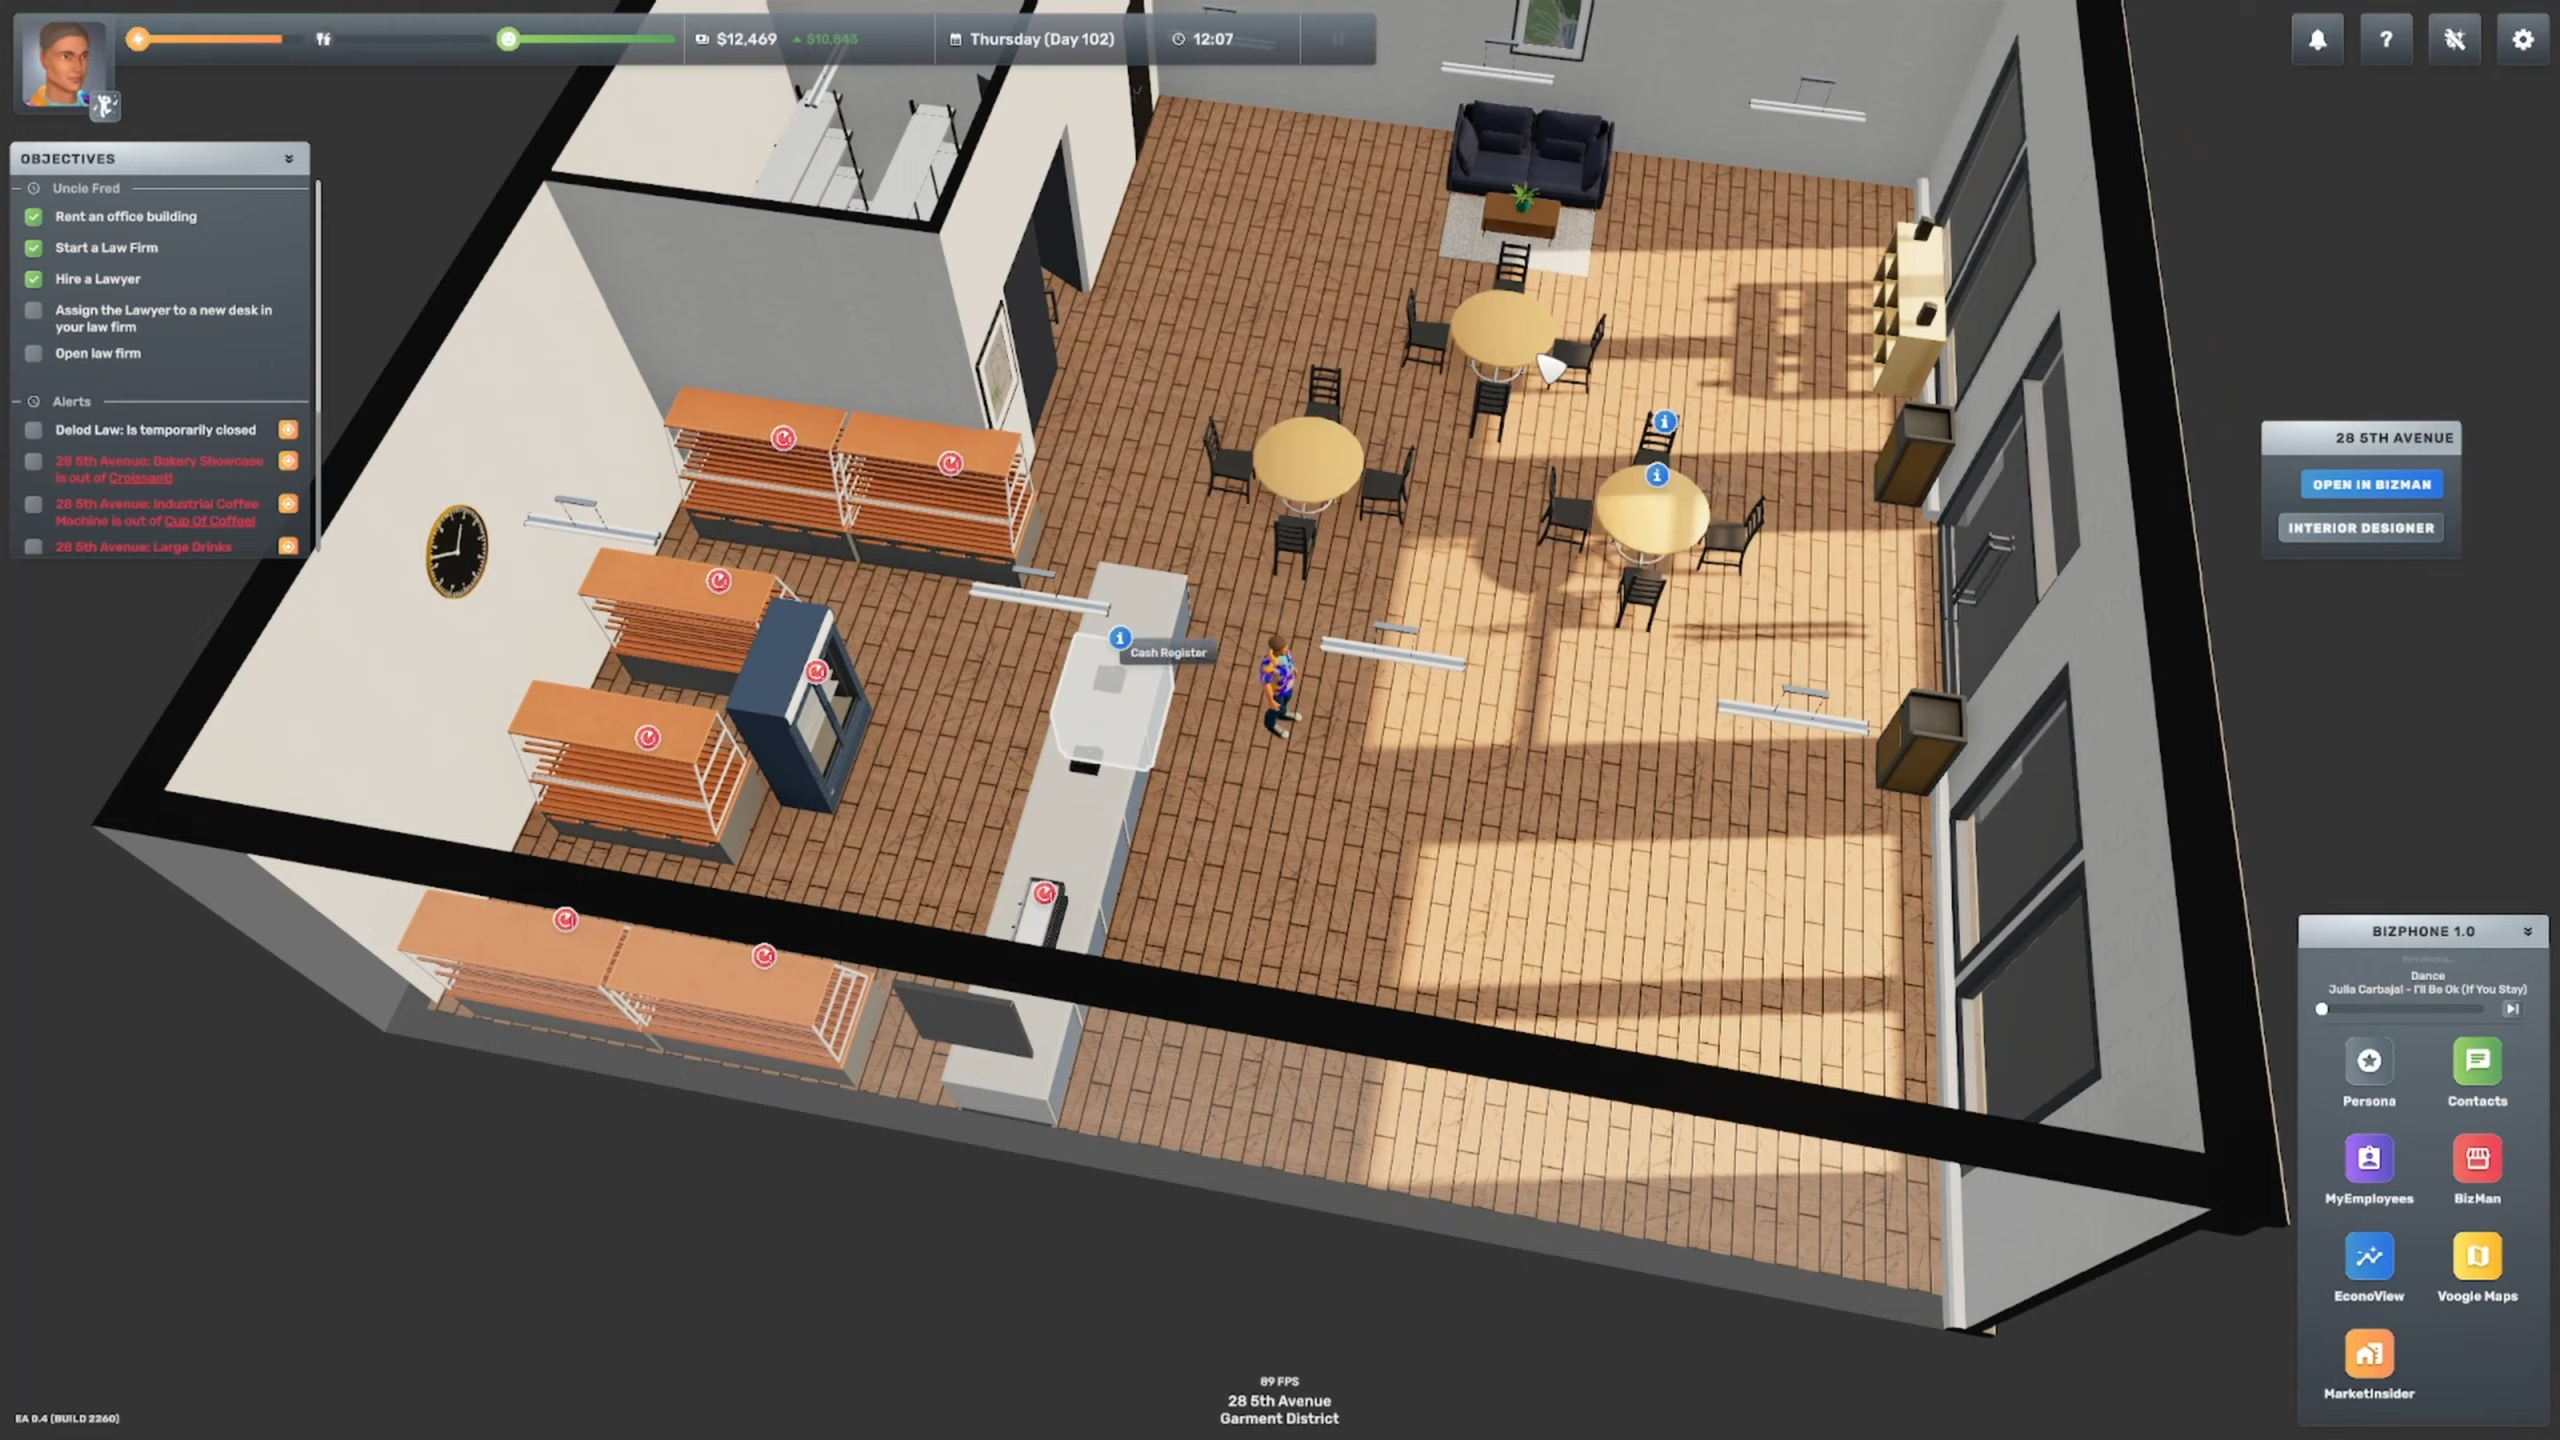 $12,469
$10,843
Thursday (Day 102)
12:07
?
OBJECTIVES
Uncle Fred
Rent an office building
Start a Law Firm
Hire a Lawyer
Assign the Lawyer to a new desk in
your law firm
Open law firm
Alerts
Delod Law: Is temporarily closed
28 5th Avenue: Bakery Showcase
is out of Croissant!
28 5th Avenue: Industrial Coffee
Machine is out of Cup Of Coffee!
28 5th Avenue: Large Drinks
Cash Register
28 5TH AVENUE
OPEN IN BIZMAN
INTERIOR DESIGNER
BIZPHONE 1.0
Dance
Julia Carbajal - I'll Be Ok (If You Stay)
Persona
Contacts
MyEmployees
BizMan
EconoView
Voogle Maps
MarketInsider
89 FPS
28 5th Avenue
Garment District
EA 0.4 (BUILD 2260)